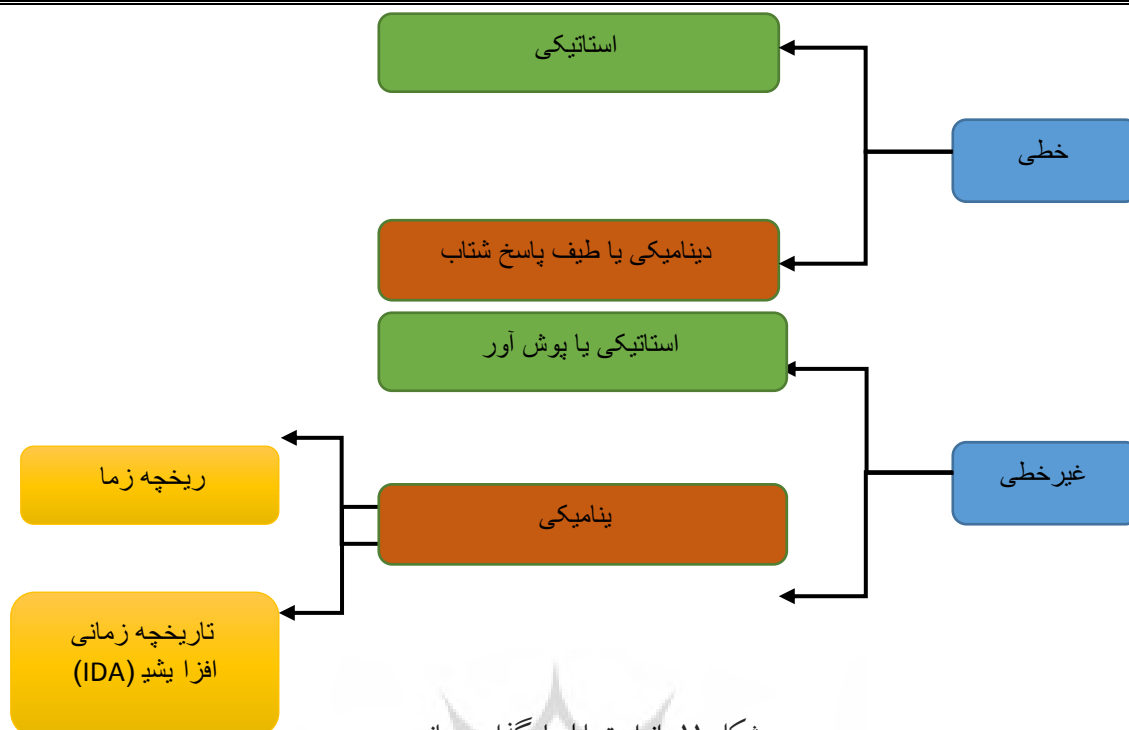 استاتیکی
خطی
دینامیکی یا طیف پاسخ شتاب
استاتیکی یا پوش آور
غیرخطی
ینامیکی
ریخچه زما
تاریخچه زمانی
افزا یشیـ (IDA)